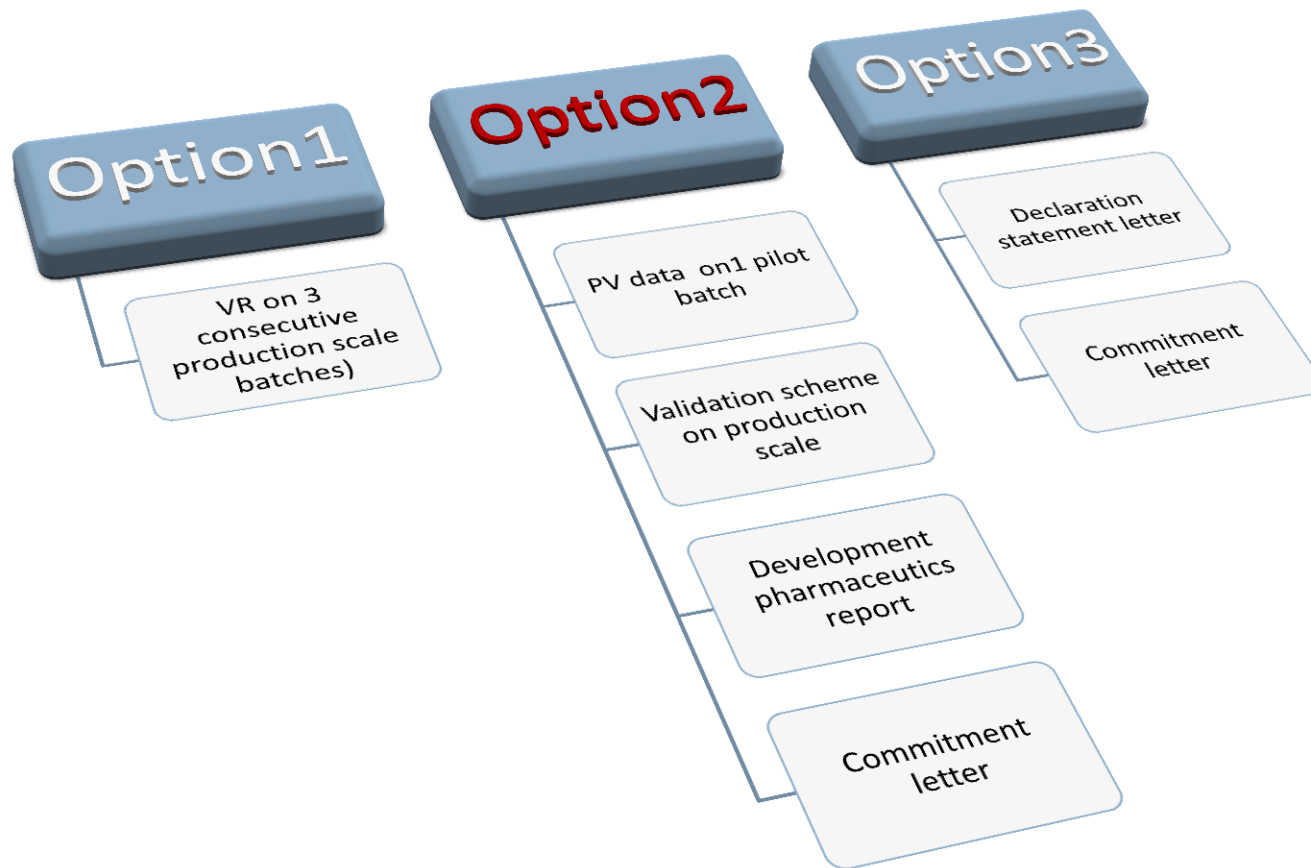 Option1
VR on 3
consecutive
production scale
batches)
Option2
PV data on1 pilot
batch
Validation scheme
on production
scale
Development
pharmaceutics
report
Commitment
letter
Option3
Declaration
statement letter
Commitment
letter